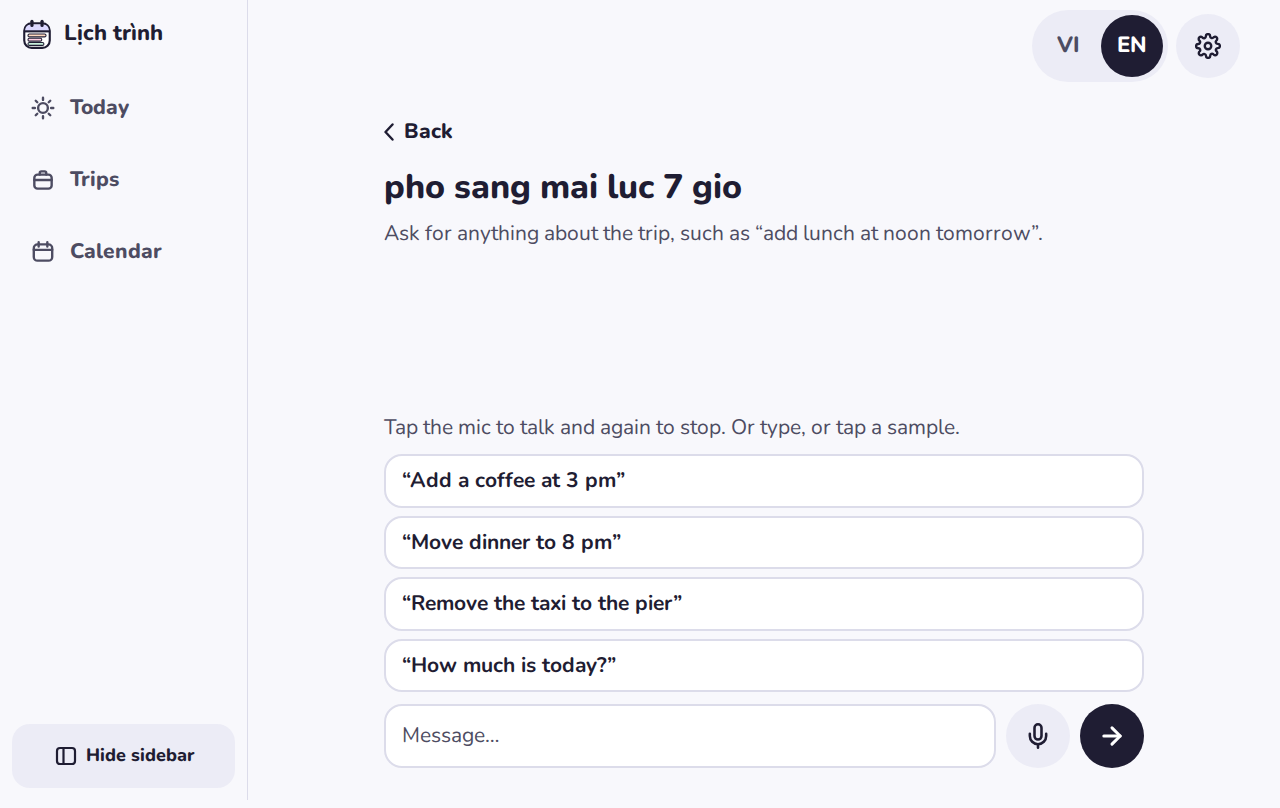 Lịch trình
Today
Trips
Calendar
Hide sidebar
VI
EN
Back
pho sang mai luc 7 gio
Ask for anything about the trip, such as “add lunch at noon tomorrow”.
Tap the mic to talk and again to stop. Or type, or tap a sample.
“Add a coffee at 3 pm”
“Move dinner to 8 pm”
“Remove the taxi to the pier”
“How much is today?”
Message…